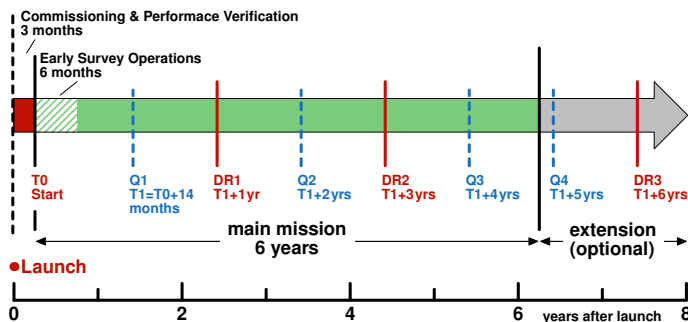 Commissioning & Performace Verification
3 months
Early Survey Operations
6 months
T0
Start
Q1
T1=T0+14
months
DR1
T1+1yr
Q2
T1+2yrs
DR2
T1+3yrs
Q3
T1+4yrs
Q4
T1+5yrs
DR3
T1+6yrs
main mission
6 years
extension
(optional)
Launch
0 2 4 6 years after launch 8